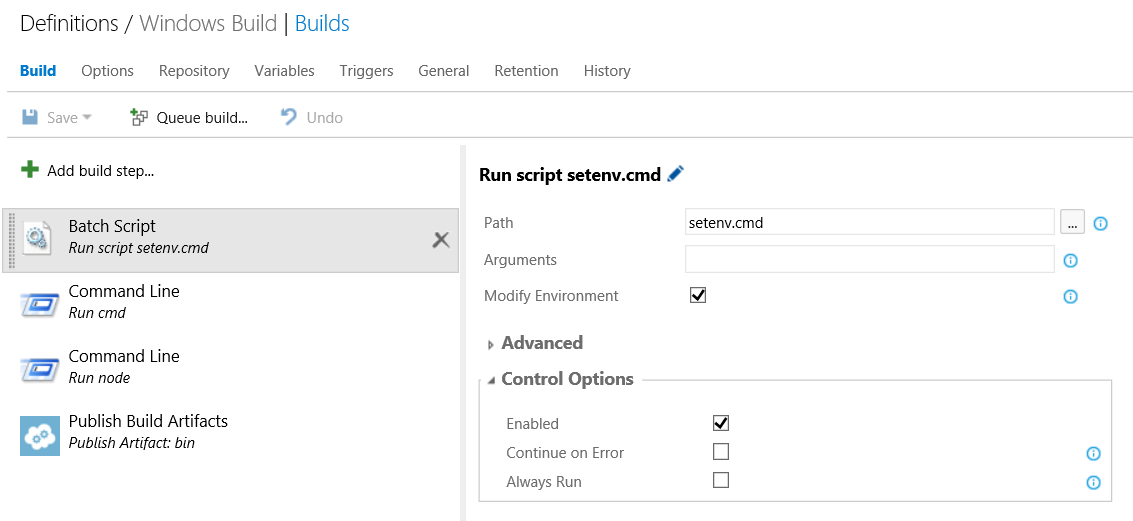 Definitions / Windows Build | Builds
Build Options Repository Variables Triggers General Retention History
Save Queue build... Undo
Add build step...
Batch Script
Run script setenv.cmd
Command Line
Run cmd
Command Line
Run node
Publish Build Artifacts
Publish Artifact: bin
Run script setenv.cmd
Path setenv.cmd ...
Arguments
Modify Environment
Advanced
Control Options
Enabled
Continue on Error
Always Run